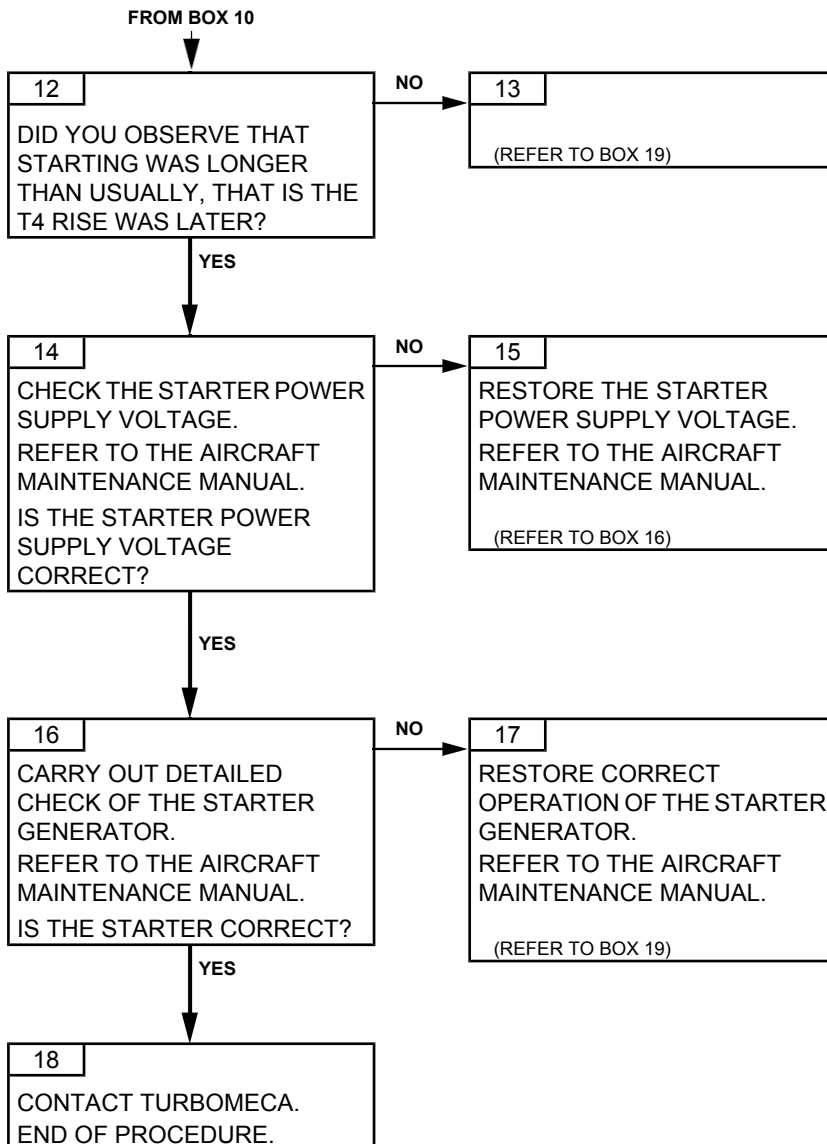 FROM BOX 10
12
DID YOU OBSERVE THAT
STARTING WAS LONGER
THAN USUALLY, THAT IS THE
T4 RISE WAS LATER?
NO
13
(REFER TO BOX 19)
YES
14
CHECK THE STARTER POWER
SUPPLY VOLTAGE.
REFER TO THE AIRCRAFT
MAINTENANCE MANUAL.
IS THE STARTER POWER
SUPPLY VOLTAGE
CORRECT?
NO
15
RESTORE THE STARTER
POWER SUPPLY VOLTAGE.
REFER TO THE AIRCRAFT
MAINTENANCE MANUAL.
(REFER TO BOX 16)
YES
16
CARRY OUT DETAILED
CHECK OF THE STARTER
GENERATOR.
REFER TO THE AIRCRAFT
MAINTENANCE MANUAL.
IS THE STARTER CORRECT?
NO
17
RESTORE CORRECT
OPERATION OF THE STARTER
GENERATOR.
REFER TO THE AIRCRAFT
MAINTENANCE MANUAL.
(REFER TO BOX 19)
YES
18
CONTACT TURBOMECA.
END OF PROCEDURE.